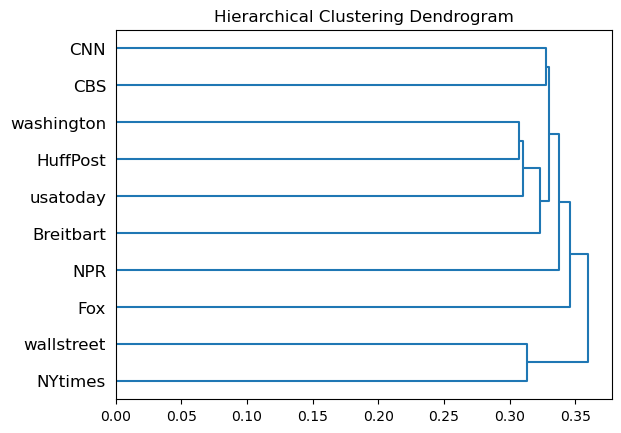 Hierarchical Clustering Dendrogram
CNN
CBS
washington
HuffPost
usatoday
Breitbart
NPR
Fox
wallstreet
NYtimes
0.00 0.05 0.10 0.15 0.20 0.25 0.30 0.35